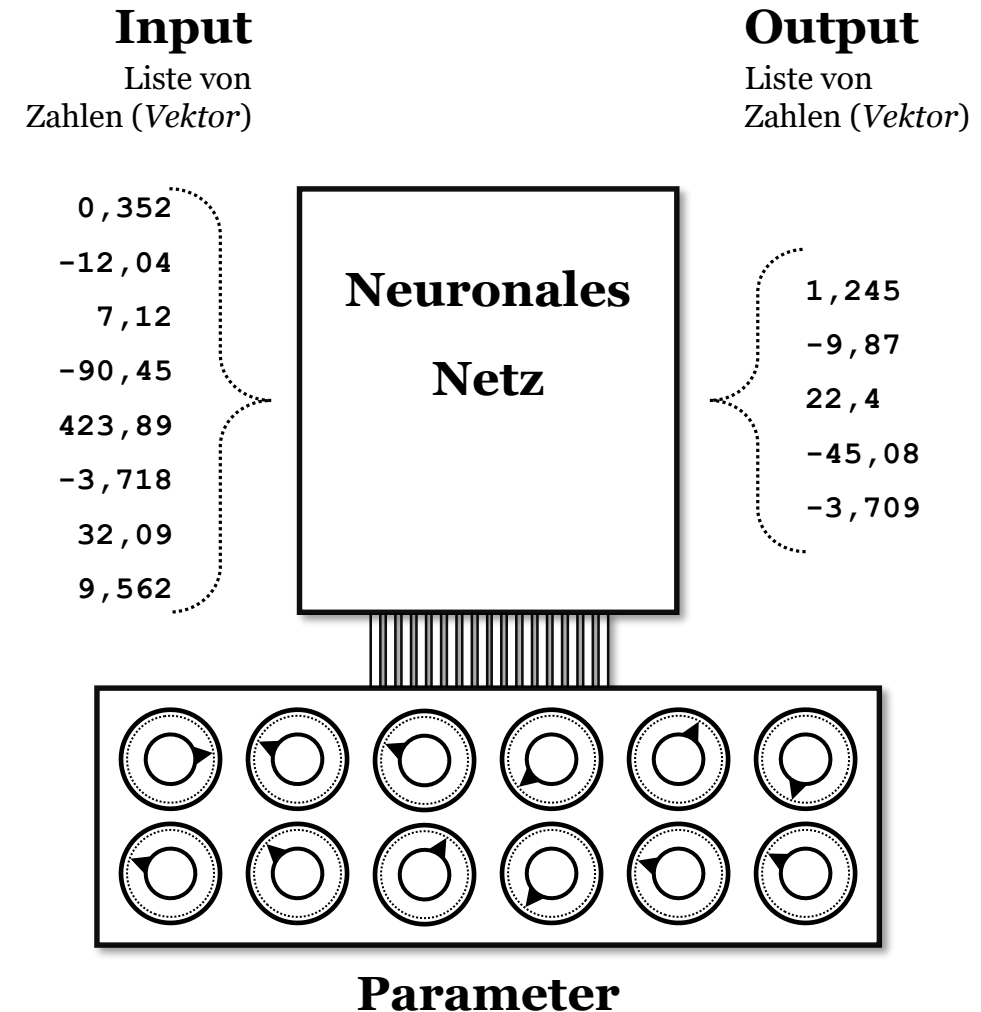 Input
Liste von
Zahlen (Vektor)
0,352
-12,04
7,12
-90,45
423,89
-3,718
32,09
9,562
Neuronales
Netz
Output
Liste von
Zahlen (Vektor)
1,245
-9,87
22,4
-45,08
-3,709
Parameter